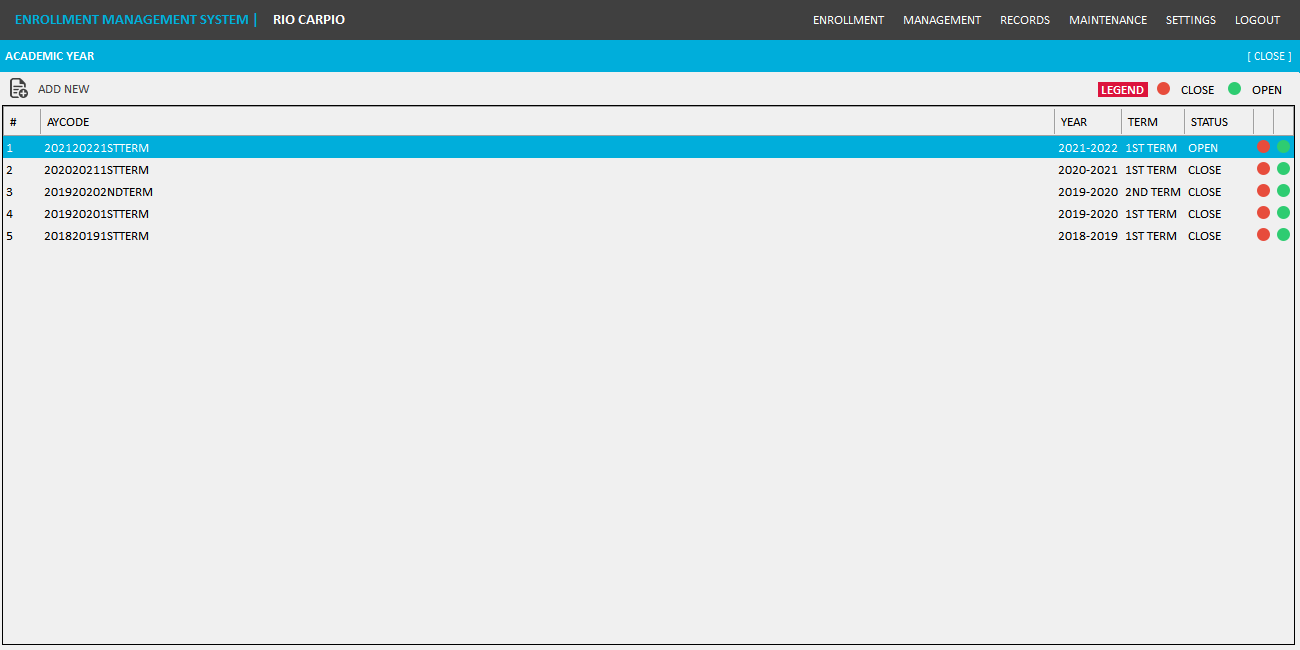 ENROLLMENT MANAGEMENT SYSTEM | RIO CARPIO ENROLLMENT MANAGEMENT RECORDS MAINTENANCE SETTINGS LOGOUT
ACADEMIC YEAR [ CLOSE ]
ADD NEW LEGEND CLOSE OPEN
# AYCODE YEAR TERM STATUS
1 202120221STTERM 2021-2022 1ST TERM OPEN
2 202020211STTERM 2020-2021 1ST TERM CLOSE
3 201920202NDTERM 2019-2020 2ND TERM CLOSE
4 201920201STTERM 2019-2020 1ST TERM CLOSE
5 201820191STTERM 2018-2019 1ST TERM CLOSE